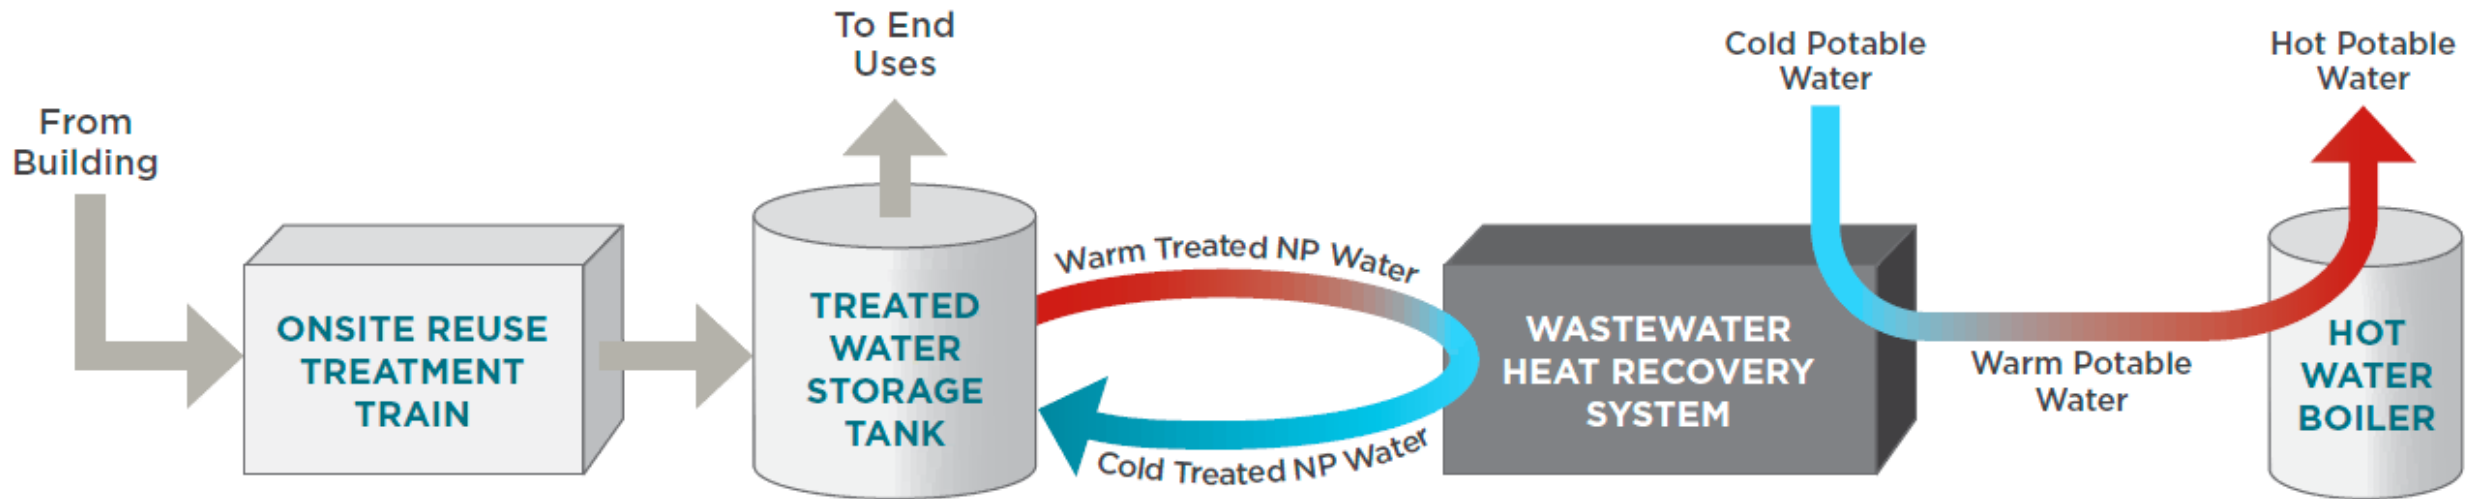 From
Building
ONSITE REUSE
TREATMENT
TRAIN
To End
Uses
TREATED
WATER
STORAGE
TANK
Warm Treated NP Water
Cold Treated NP Water
WASTEWATER
HEAT RECOVERY
SYSTEM
Cold Potable
Water
Warm Potable
Water
Hot Potable
Water
HOT
WATER
BOILER